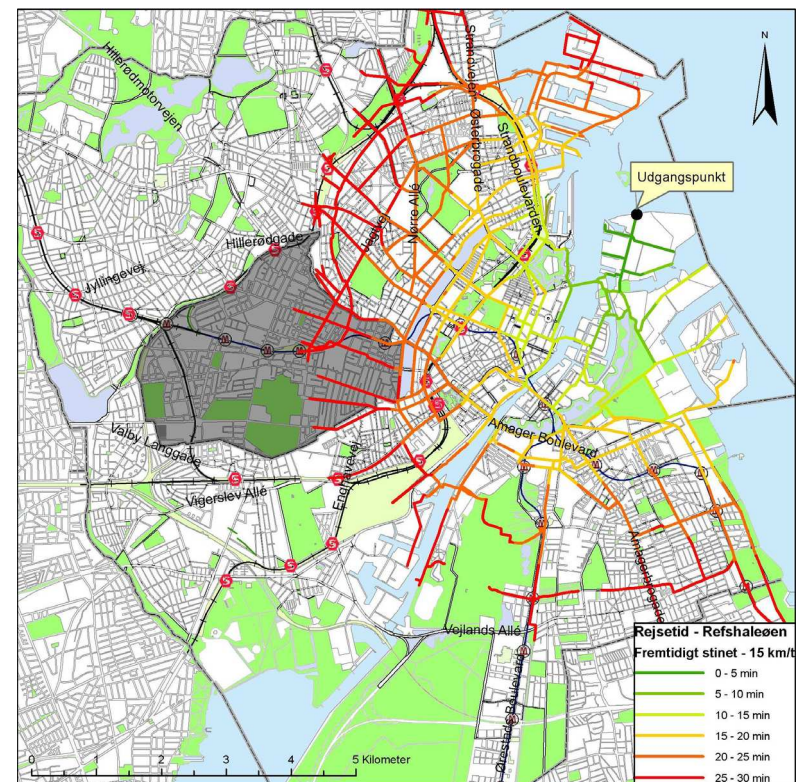 N
Hillerødmotorvejen
Strandvejen
Østerbrogade
Strandboulevarden
Udgangspunkt
Nørre Allé
Jagtvej
Hillerødgade
Jyllingevej
Amager Boulevard
Valby Langgade
Enghavevej
Vigerslev Allé
Amagerbrogade
Vejlands Allé
Ørestads Boulevard
Rejsetid - Refshaleøen
Fremtidigt stinet - 15 km/t
0 - 5 min
5 - 10 min
10 - 15 min
15 - 20 min
20 - 25 min
25 - 30 min
0 1 2 3 4 5 Kilometer